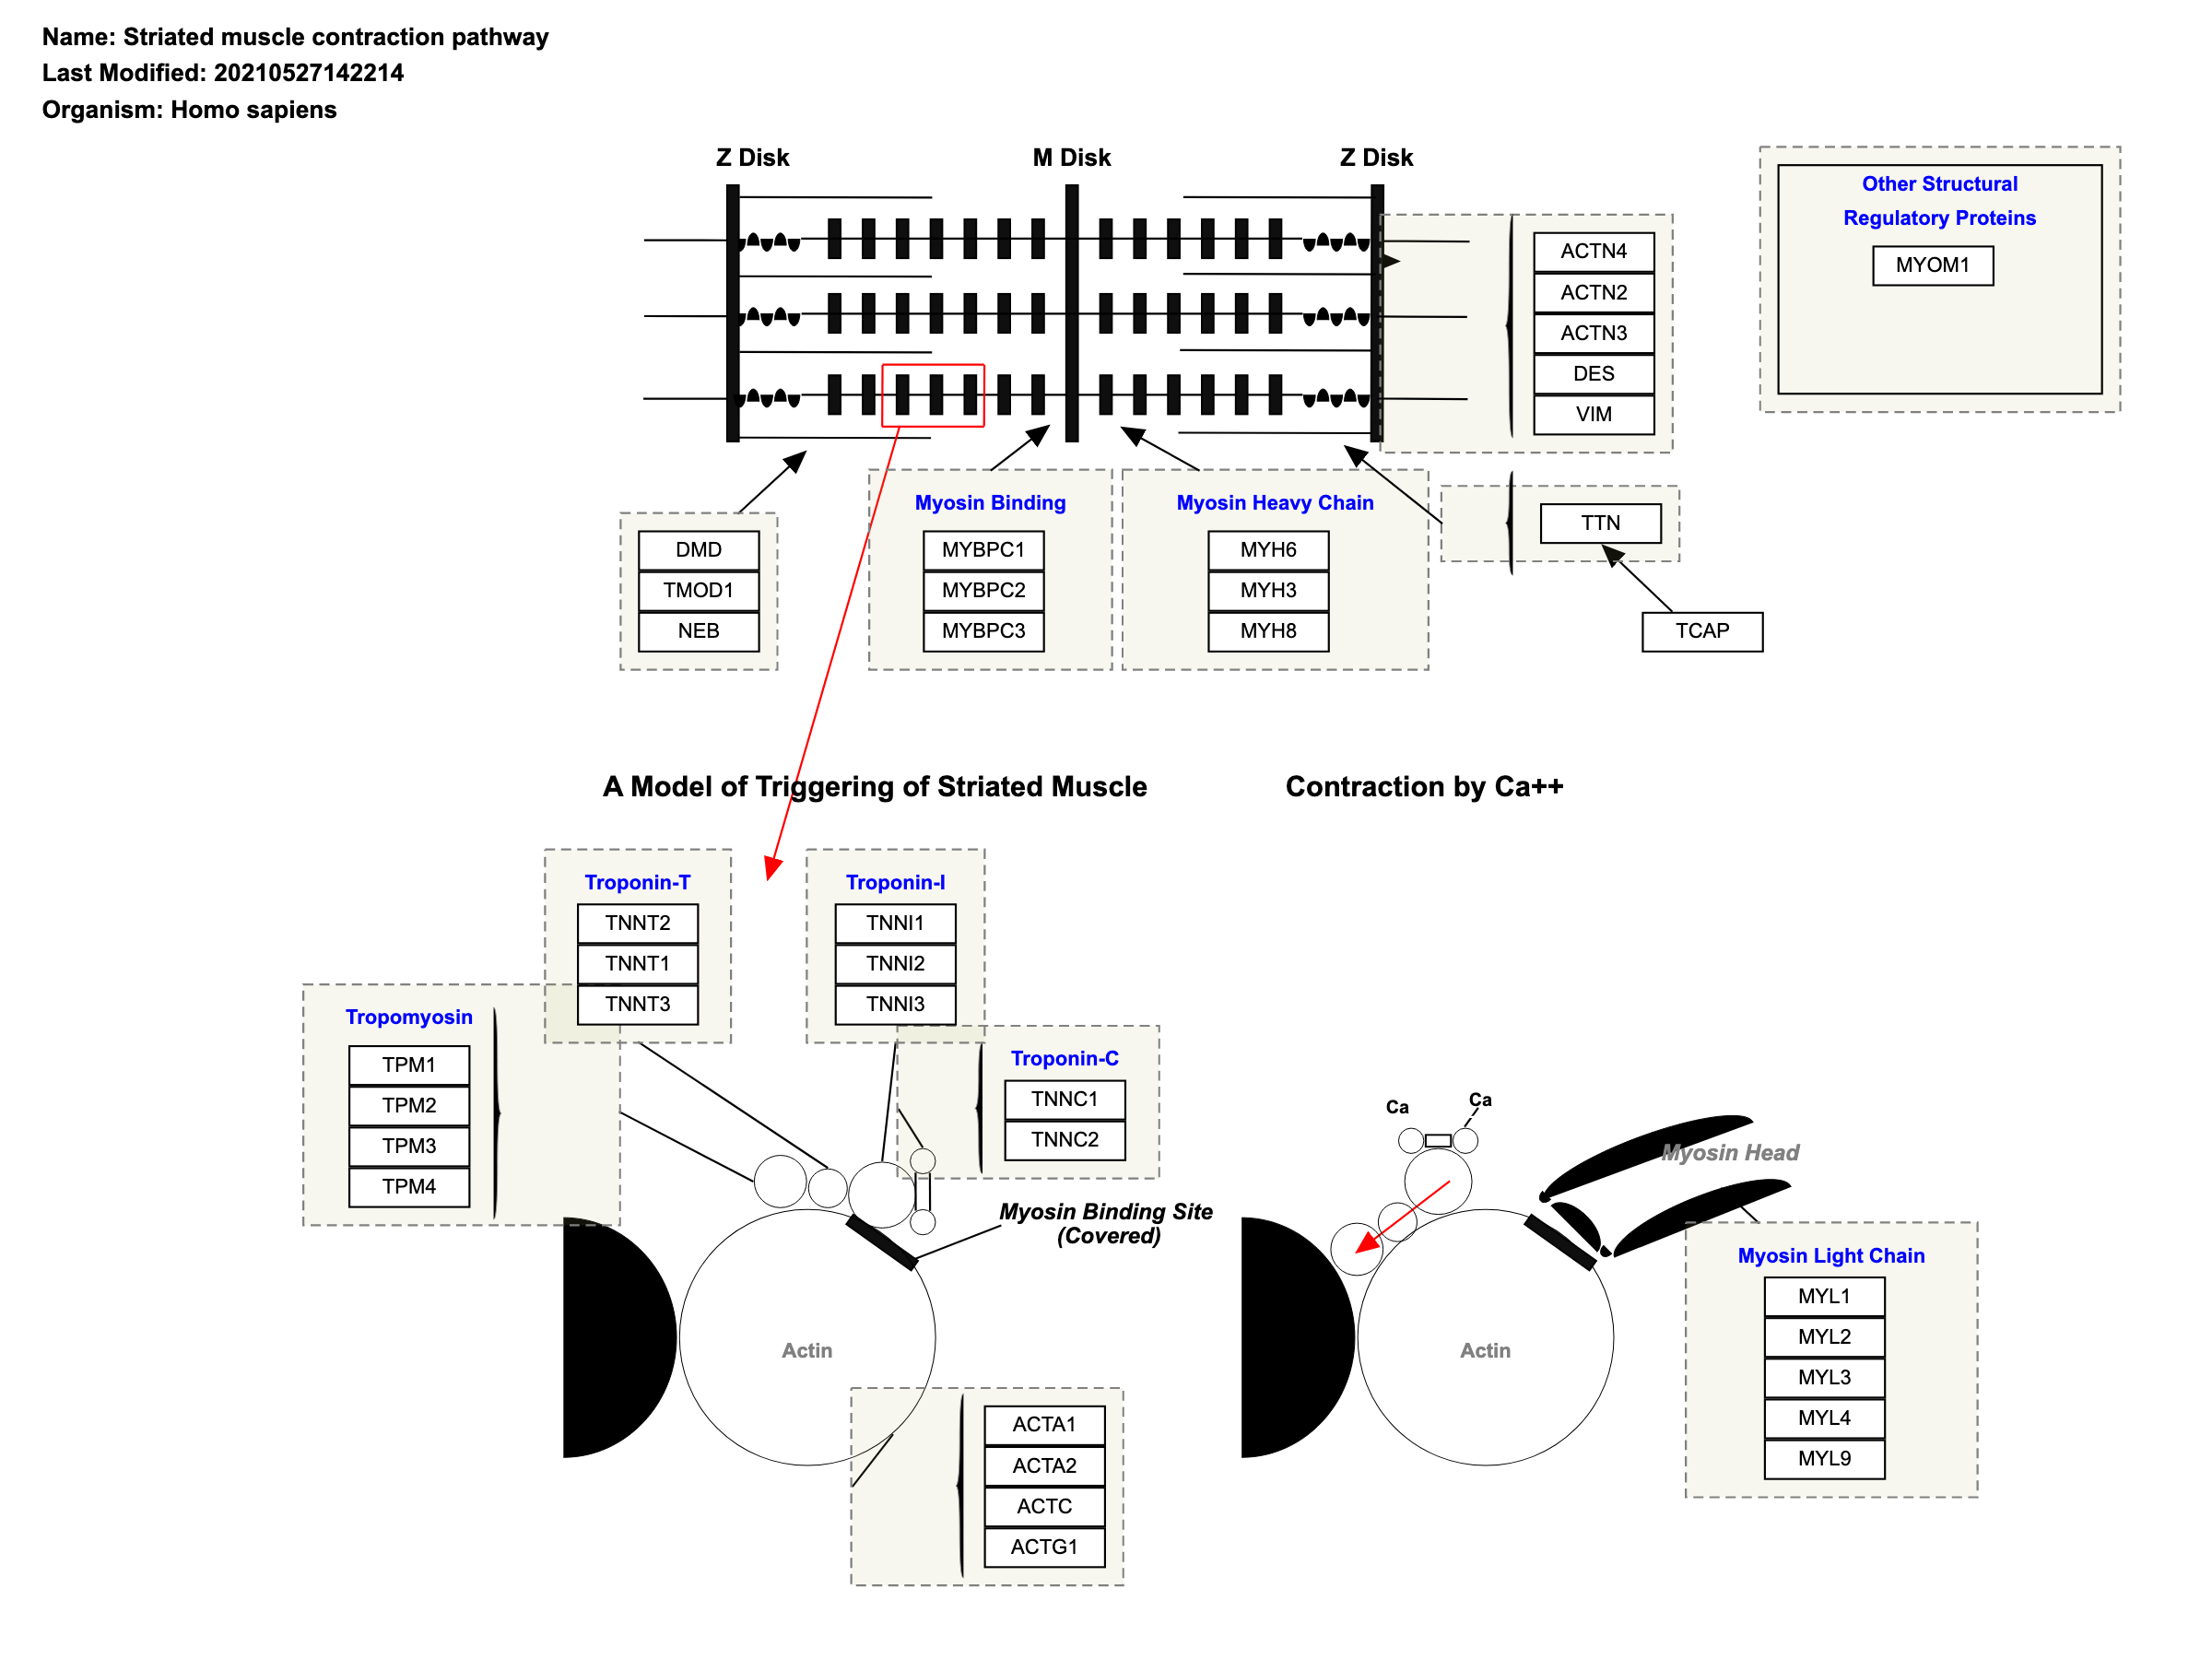 Name: Striated muscle contraction pathway
Last Modified: 20210527142214
Organism: Homo sapiens
Z Disk
M Disk
Z Disk
Other Structural
Regulatory Proteins
MYOM1
ACTN4
ACTN2
ACTN3
DES
VIM
DMD
TMOD1
NEB
Myosin Binding
MYBPC1
MYBPC2
MYBPC3
Myosin Heavy Chain
MYH6
MYH3
MYH8
TTN
TCAP
A Model of Triggering of Striated Muscle
Contraction by Ca++
Troponin-T
TNNT2
TNNT1
TNNT3
Troponin-I
TNNI1
TNNI2
TNNI3
Tropomyosin
TPM1
TPM2
TPM3
TPM4
Troponin-C
TNNC1
TNNC2
Myosin Binding Site
(Covered)
Actin
ACTA1
ACTA2
ACTC
ACTG1
Ca
Ca
Myosin Head
Actin
Myosin Light Chain
MYL1
MYL2
MYL3
MYL4
MYL9